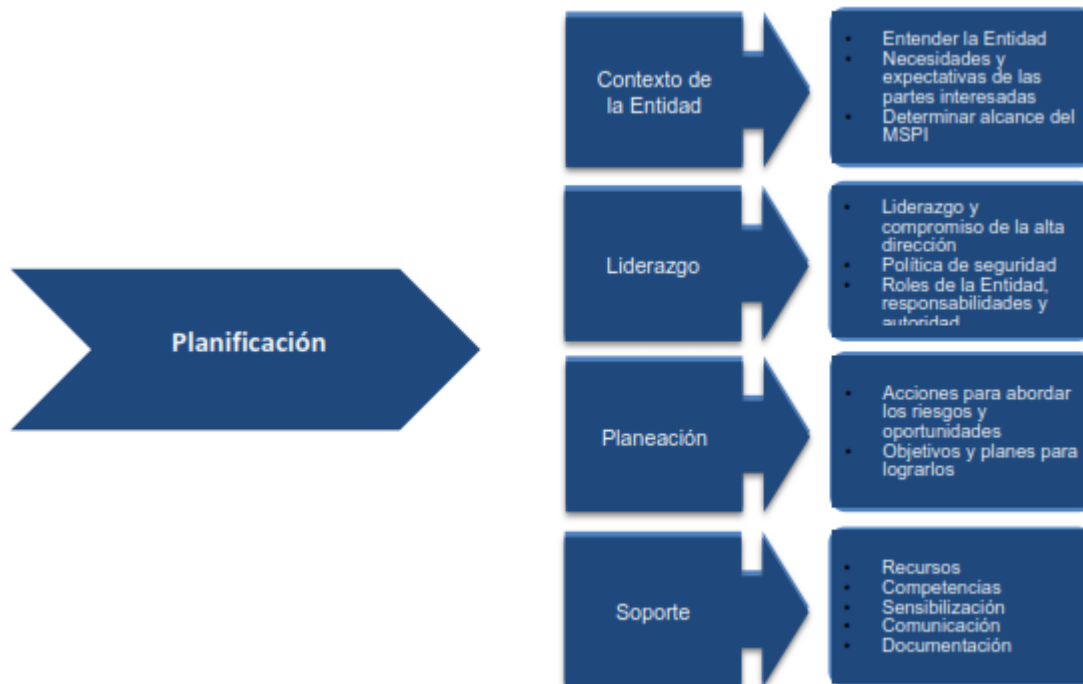 Planificación
Contexto de
la Entidad
• Entender la Entidad
• Necesidades y
expectativas de las
partes interesadas
• Determinar alcance del
MSPI
Liderazgo
• Liderazgo y
compromiso de la alta
dirección
• Política de seguridad
• Roles de la Entidad,
responsabilidades y
autoridad
Planeación
• Acciones para abordar
los riesgos y
oportunidades
• Objetivos y planes para
lograrlos
Soporte
• Recursos
• Competencias
• Sensibilización
• Comunicación
• Documentación